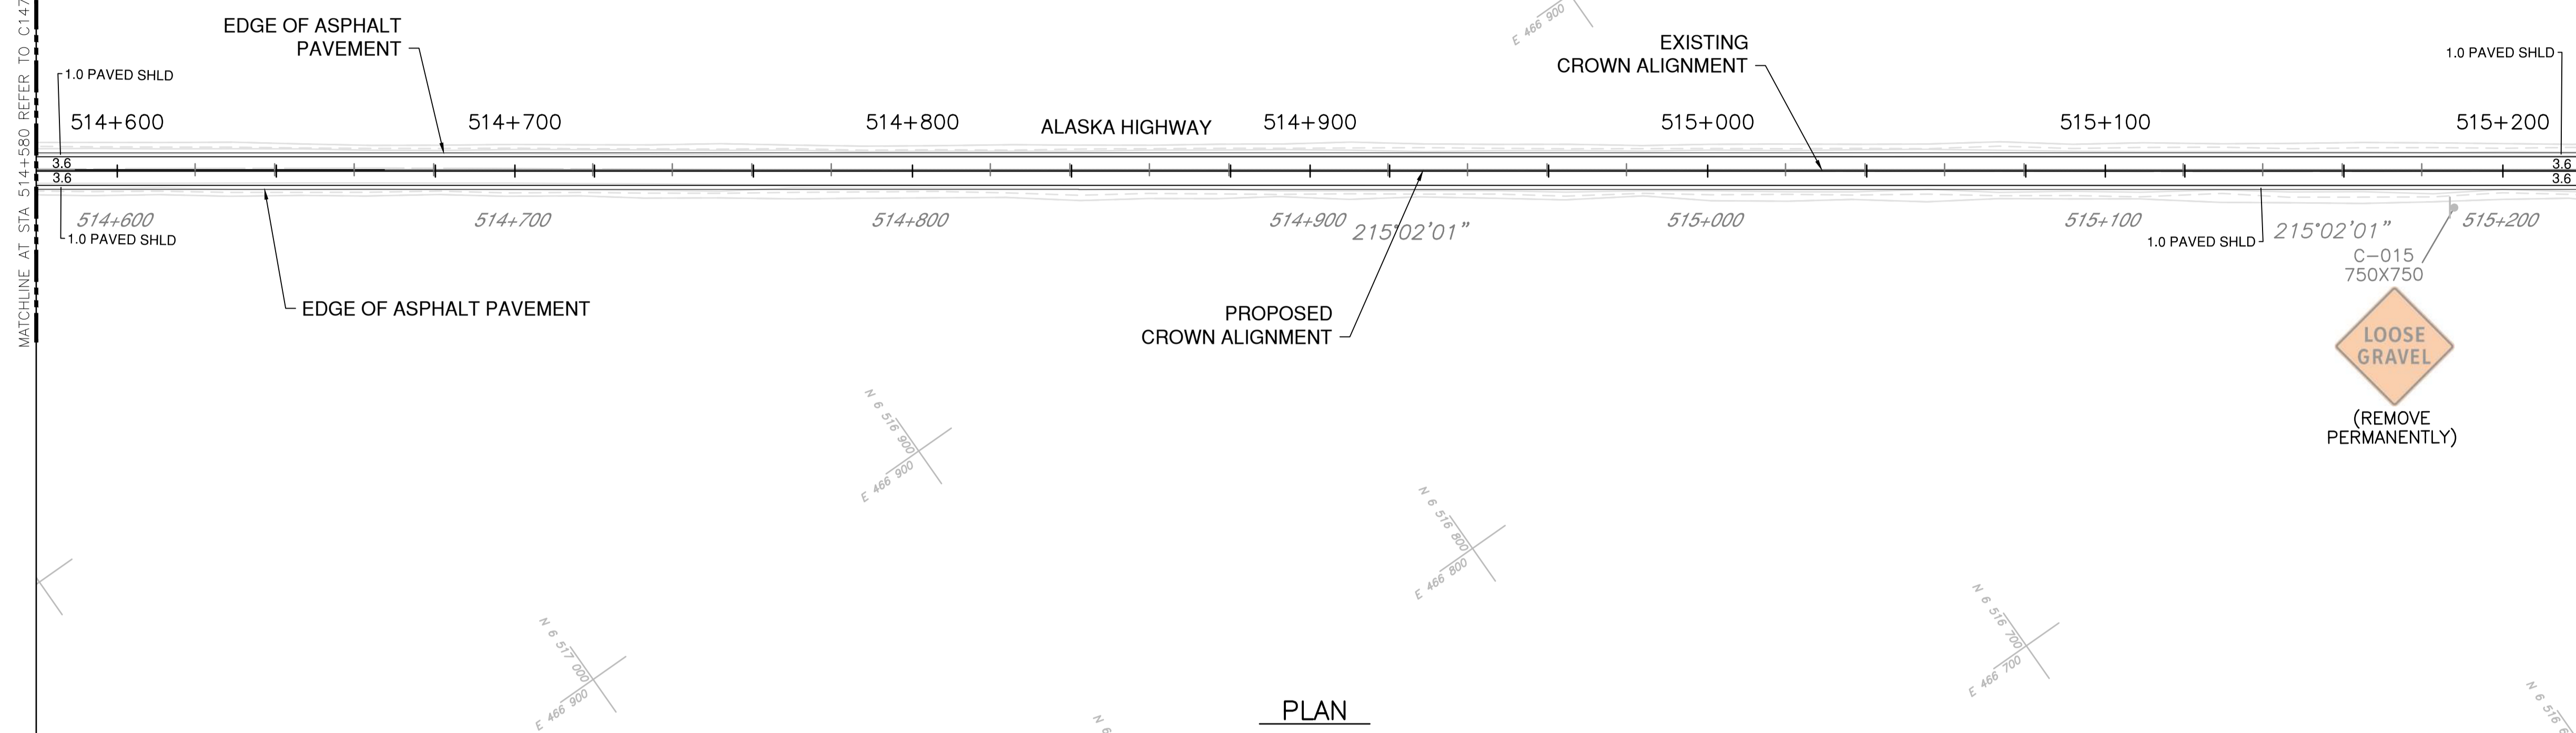 MATCHLINE AT STA 514+580 REFER TO C147
EDGE OF ASPHALT
PAVEMENT
1.0 PAVED SHLD
E 466 900
EXISTING
CROWN ALIGNMENT
1.0 PAVED SHLD
514+600
514+700
514+800
ALASKA HIGHWAY
514+900
515+000
515+100
515+200
3.6
3.6
3.6
3.6
514+600
514+700
514+800
514+900
215°02'01"
515+000
515+100
215°02'01"
515+200
1.0 PAVED SHLD
1.0 PAVED SHLD
C-015
750X750
EDGE OF ASPHALT PAVEMENT
PROPOSED
CROWN ALIGNMENT
LOOSE
GRAVEL
(REMOVE
PERMANENTLY)
N 6 516 900
E 466 900
N 6 516 800
E 466 800
N 6 517 000
E 466 900
N 6 516 700
E 466 700
N 6 516
N 6
PLAN